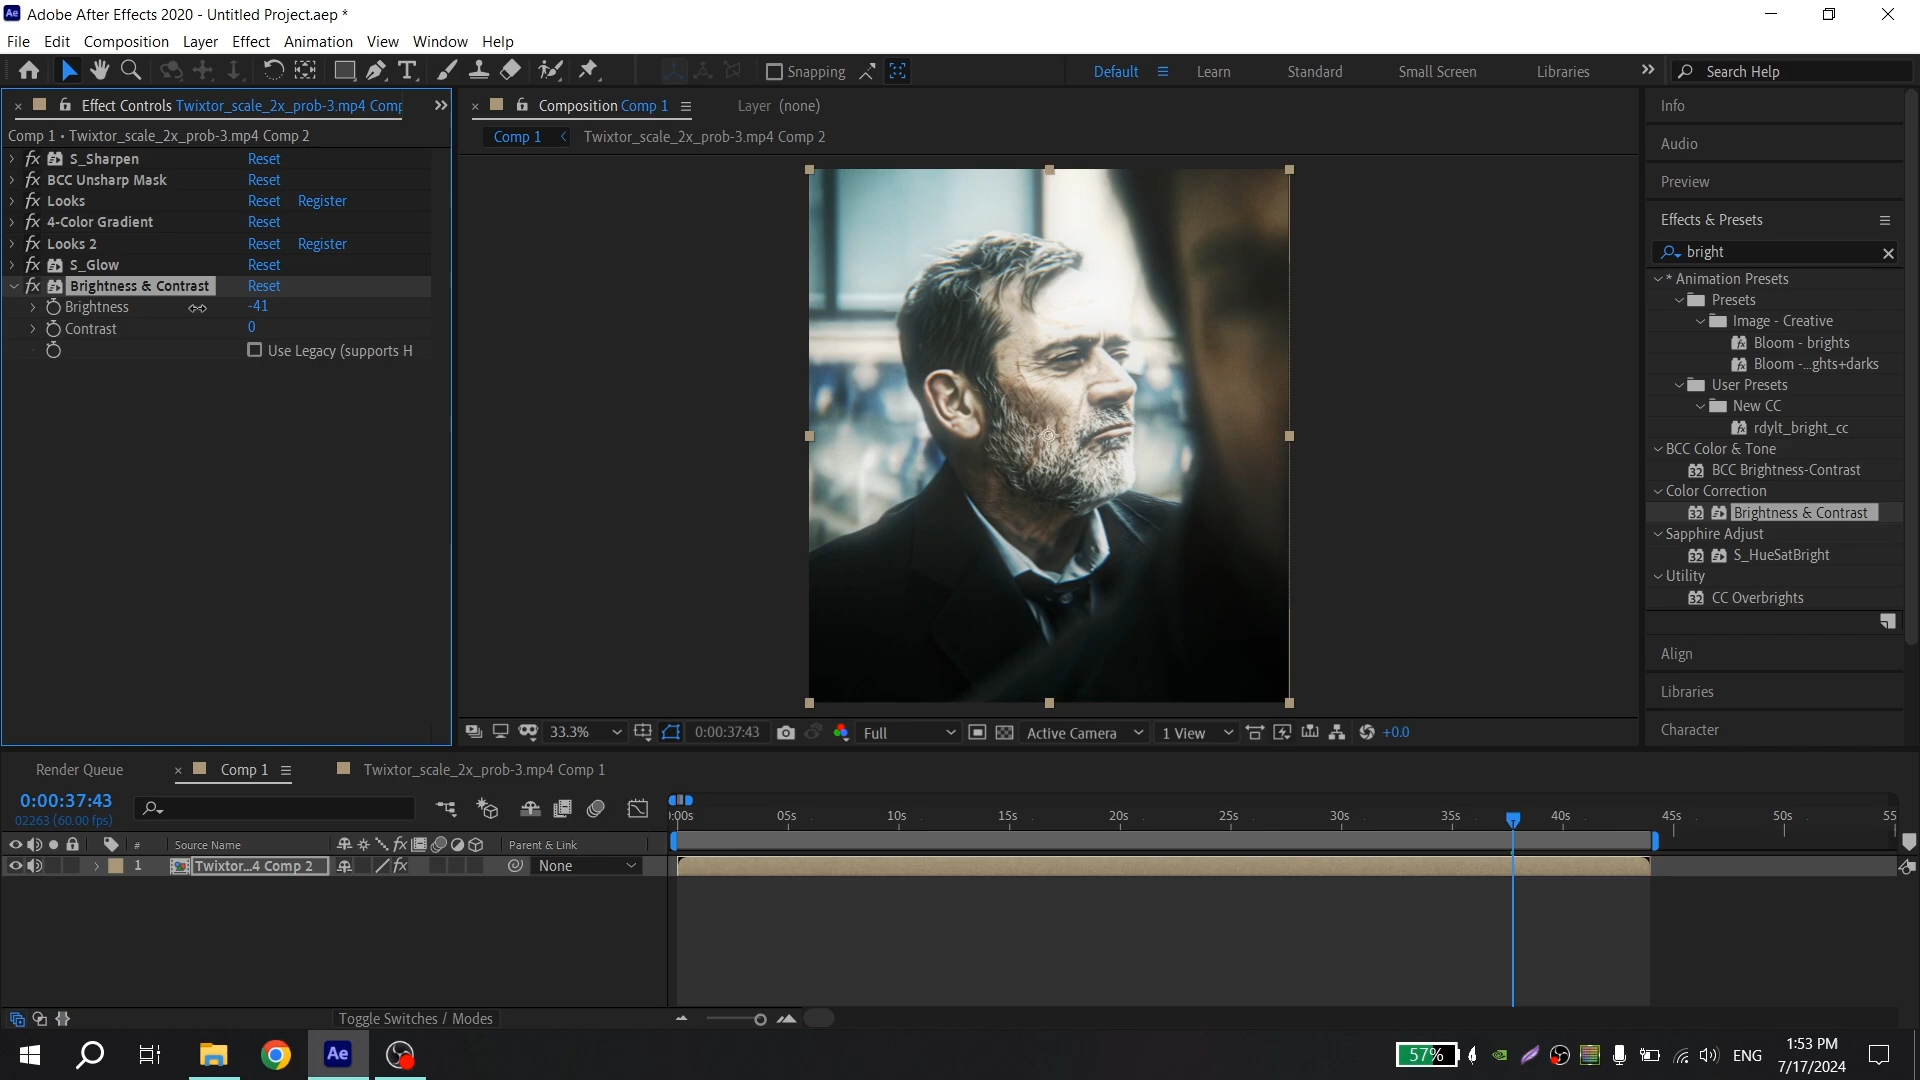 Adobe After Effects 2020 - Untitled Project.aep *
File Edit Composition Layer Effect Animation View Window Help
Snapping Default Learn Standard Small Screen Libraries Search Help
Effect Controls Twixtor_scale_2x_prob-3.mp4 Comp
Composition Comp 1
Layer (none)
Info
Comp 1 • Twixtor_scale_2x_prob-3.mp4 Comp 2
Comp 1 Twixtor_scale_2x_prob-3.mp4 Comp 2
Audio
S_Sharpen Reset
BCC Unsharp Mask Reset
Preview
Looks Reset Register
4-Color Gradient Reset
Effects & Presets
Looks 2 Reset Register
bright
S_Glow Reset
* Animation Presets
Brightness & Contrast Reset
Presets
Brightness -41
Image - Creative
Contrast 0
Bloom - brights
Use Legacy (supports H
Bloom -...ghts+darks
User Presets
New CC
rdylt_bright_cc
BCC Color & Tone
BCC Brightness-Contrast
Color Correction
Brightness & Contrast
Sapphire Adjust
S_HueSatBright
Utility
CC Overbrights
Align
Libraries
Character
33.3% 0:00:37:43 Full Active Camera 1 View +0.0
Render Queue Comp 1 Twixtor_scale_2x_prob-3.mp4 Comp 1
0:00:37:43
02263 (60.00 fps)
:00s 05s 10s 15s 20s 25s 30s 35s 40s 45s 50s 55
# Source Name Parent & Link
1 Twixtor...4 Comp 2 None
Toggle Switches / Modes
57% ENG
1:53 PM
7/17/2024